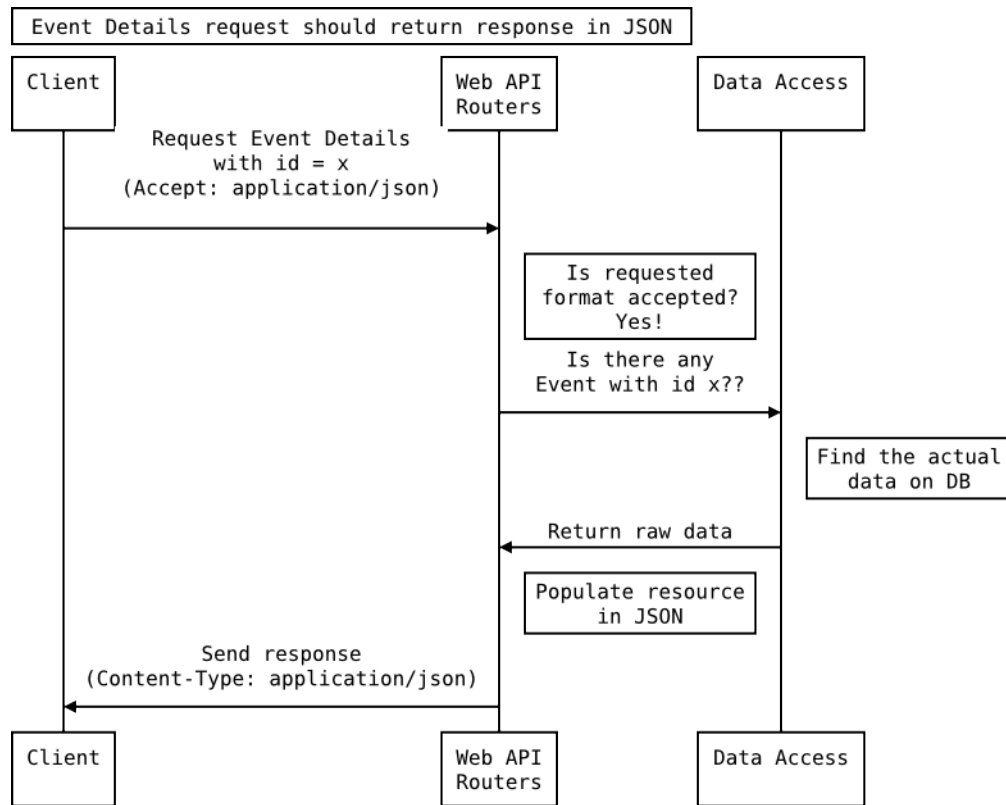 Event Details request should return response in JSON
Client
Web API
Routers
Data Access
Request Event Details
with id = x
(Accept: application/json)
Is requested
format accepted?
Yes!
Is there any
Event with id x??
Find the actual
data on DB
Return raw data
Populate resource
in JSON
Send response
(Content-Type: application/json)
Client
Web API
Routers
Data Access